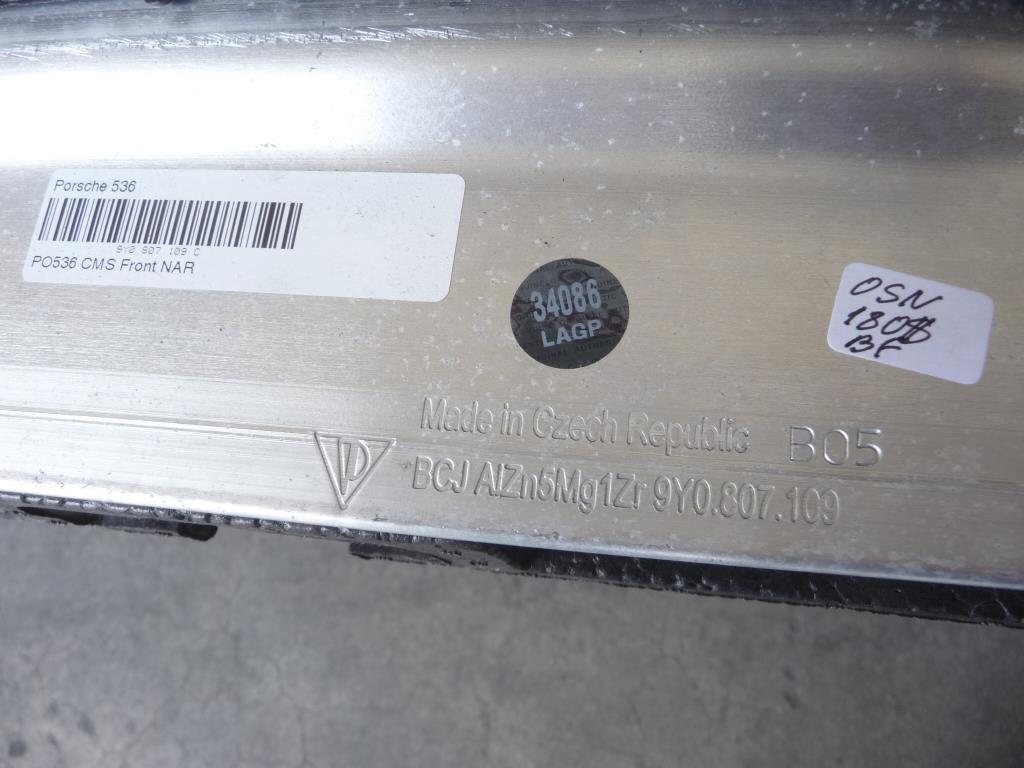 Porsche 536
9Y0 807 109 C
PO536 CMS Front NAR
34086
LAGP
OSN
1808
BF
Made in Czech Republic B05
BCJ AlZn5Mg1Zr 9Y0.807.109